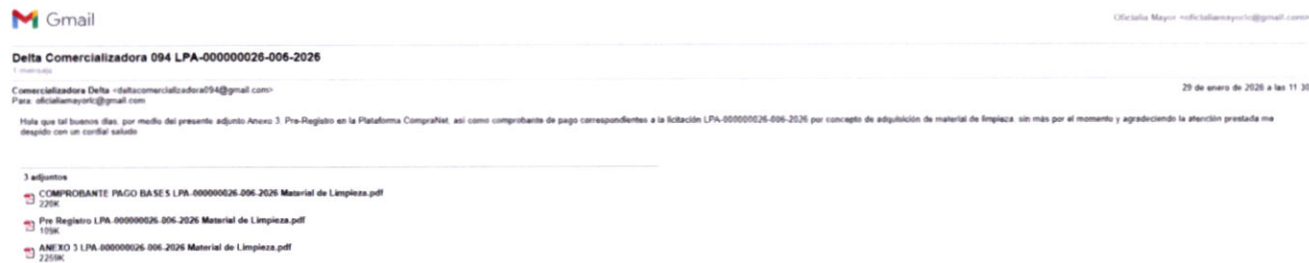 Gmail
Oficialia Mayor <oficialiamayorlc@gmail.com>
Delta Comercializadora 094 LPA-000000026-006-2026
1 mensaje
Comercializadora Delta <deltacomercializadora094@gmail.com>
29 de enero de 2026 a las 11:30
Para: oficialiamayorlc@gmail.com
Hola que tal buenos días, por medio del presente adjunto Anexo 3, Pre-Registro en la Plataforma CompraNet, así como comprobante de pago correspondientes a la licitación LPA-000000026-006-2026 por concepto de adquisición de material de limpieza, sin más por el momento y agradeciendo la atención prestada me
despido con un cordial saludo
3 adjuntos
COMPROBANTE PAGO BASES LPA-000000026-006-2026 Material de Limpieza.pdf
220K
Pre Registro LPA-000000026-006-2026 Material de Limpieza.pdf
109K
ANEXO 3 LPA-000000026-006-2026 Material de Limpieza.pdf
2259K